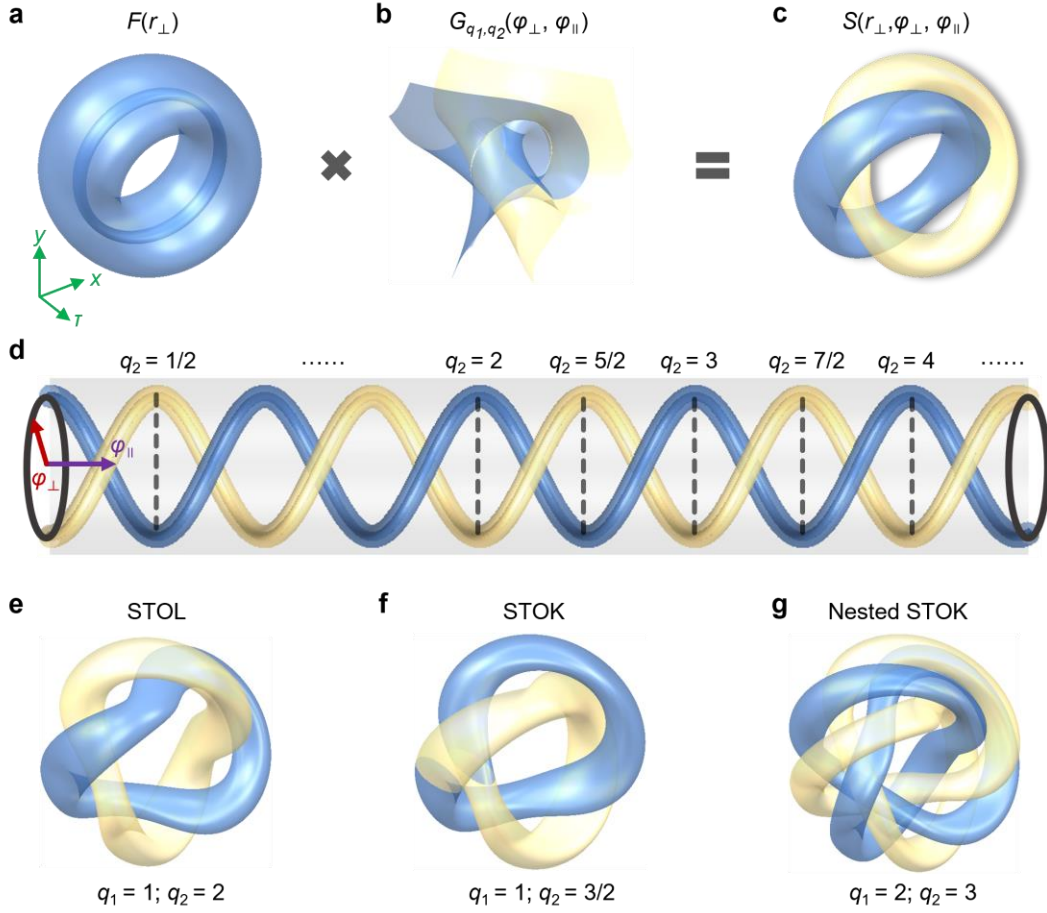 a
F(r⊥)
b
Gq1,q2(φ⊥, φ∥)
c
S(r⊥,φ⊥, φ∥)
y
x
τ
d
q2 = 1/2
......
q2 = 2
q2 = 5/2
q2 = 3
q2 = 7/2
q2 = 4
......
φ∥
φ⊥
e
STOL
f
STOK
g
Nested STOK
q1 = 1; q2 = 2
q1 = 1; q2 = 3/2
q1 = 2; q2 = 3